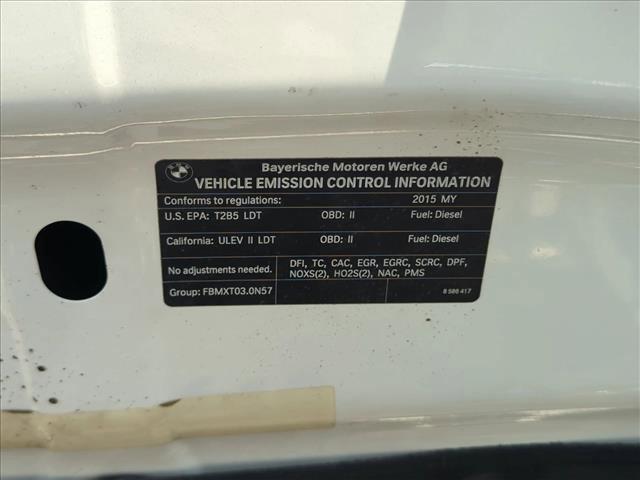 BMW
Bayerische Motoren Werke AG
VEHICLE EMISSION CONTROL INFORMATION
Conforms to regulations: 2015 MY
U.S. EPA: T2B5 LDT OBD: II Fuel: Diesel
California: ULEV II LDT OBD: II Fuel: Diesel
No adjustments needed.
DFI, TC, CAC, EGR, EGRC, SCRC, DPF,
NOXS(2), HO2S(2), NAC, PMS
Group: FBMXT03.0N57
8 586 417